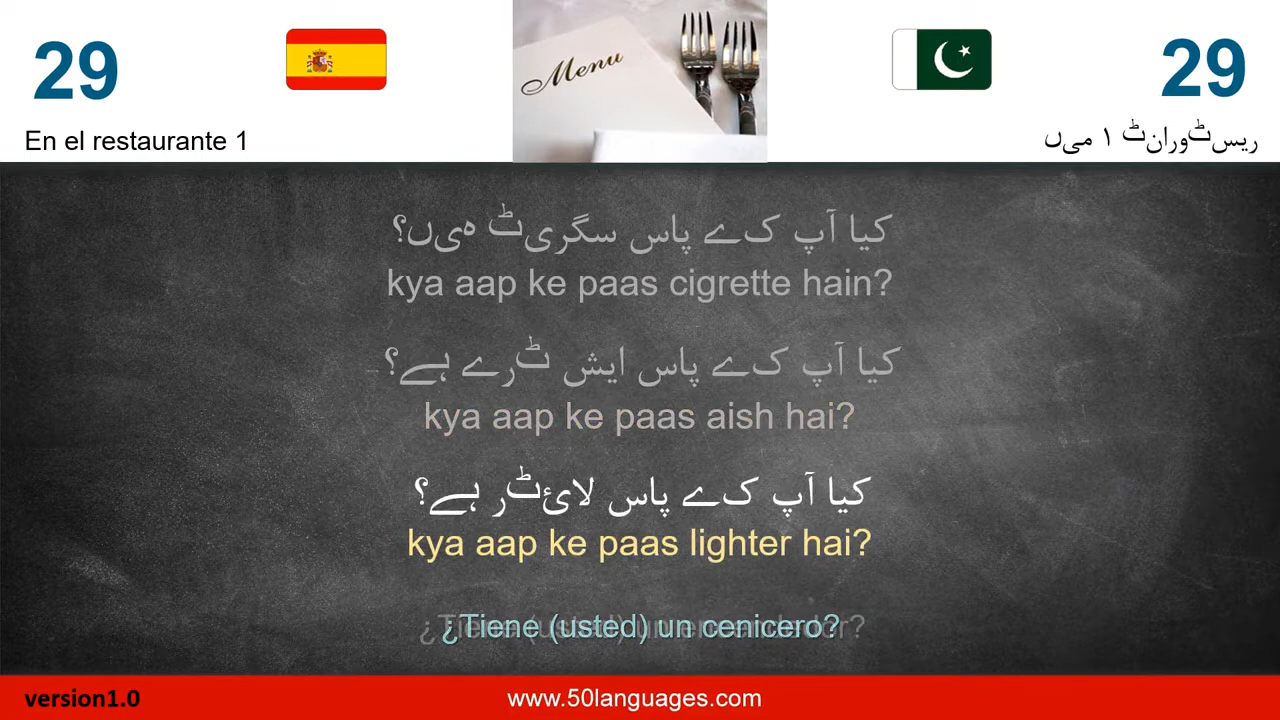 29
29
En el restaurante 1
ریسٹورانٹ ۱ میں
Menu
کیا آپ کے پاس سگریٹ ہیں؟
kya aap ke paas cigrette hain?
کیا آپ کے پاس ایش ٹرے ہے؟
kya aap ke paas aish hai?
کیا آپ کے پاس لائٹر ہے؟
kya aap ke paas lighter hai?
¿Tiene (usted) un cenicero?
version1.0
www.50languages.com